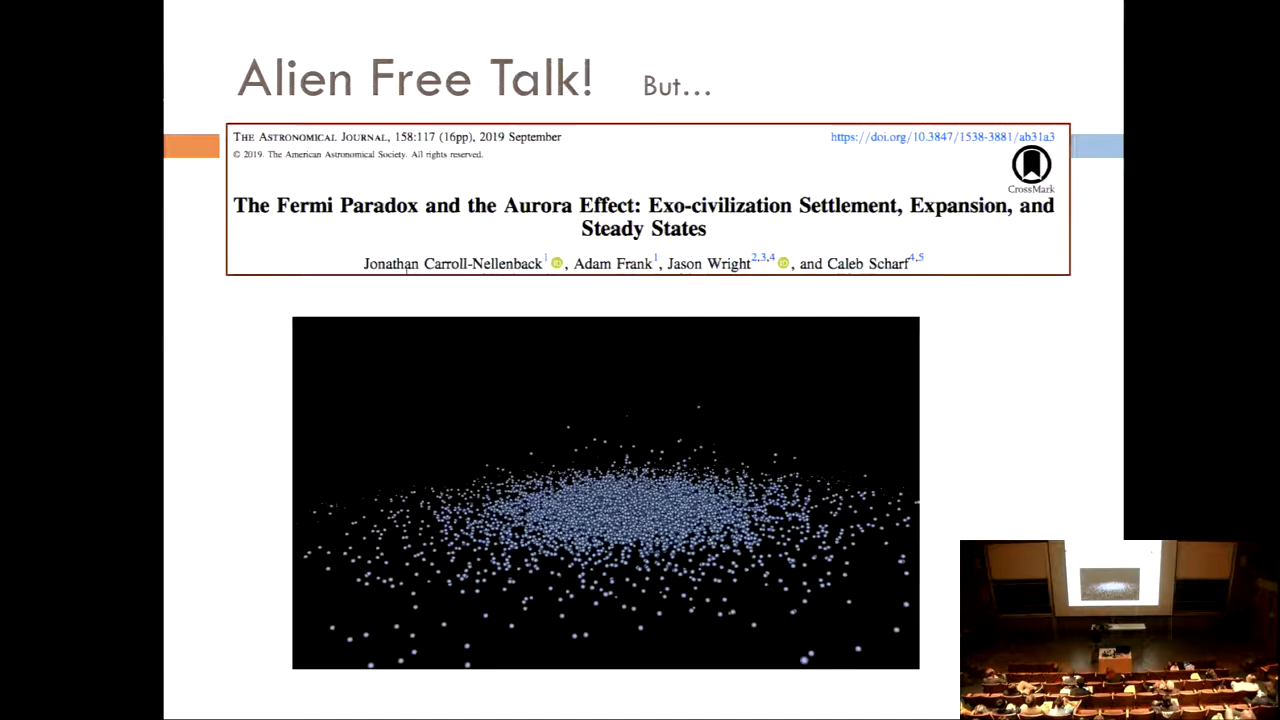 Alien Free Talk! But...
THE ASTRONOMICAL JOURNAL, 158:117 (16pp), 2019 September
https://doi.org/10.3847/1538-3881/ab31a3
© 2019. The American Astronomical Society. All rights reserved.
CrossMark
The Fermi Paradox and the Aurora Effect: Exo-civilization Settlement, Expansion, and
Steady States
Jonathan Carroll-Nellenback1 iD, Adam Frank1, Jason Wright2,3,4 iD, and Caleb Scharf4,5